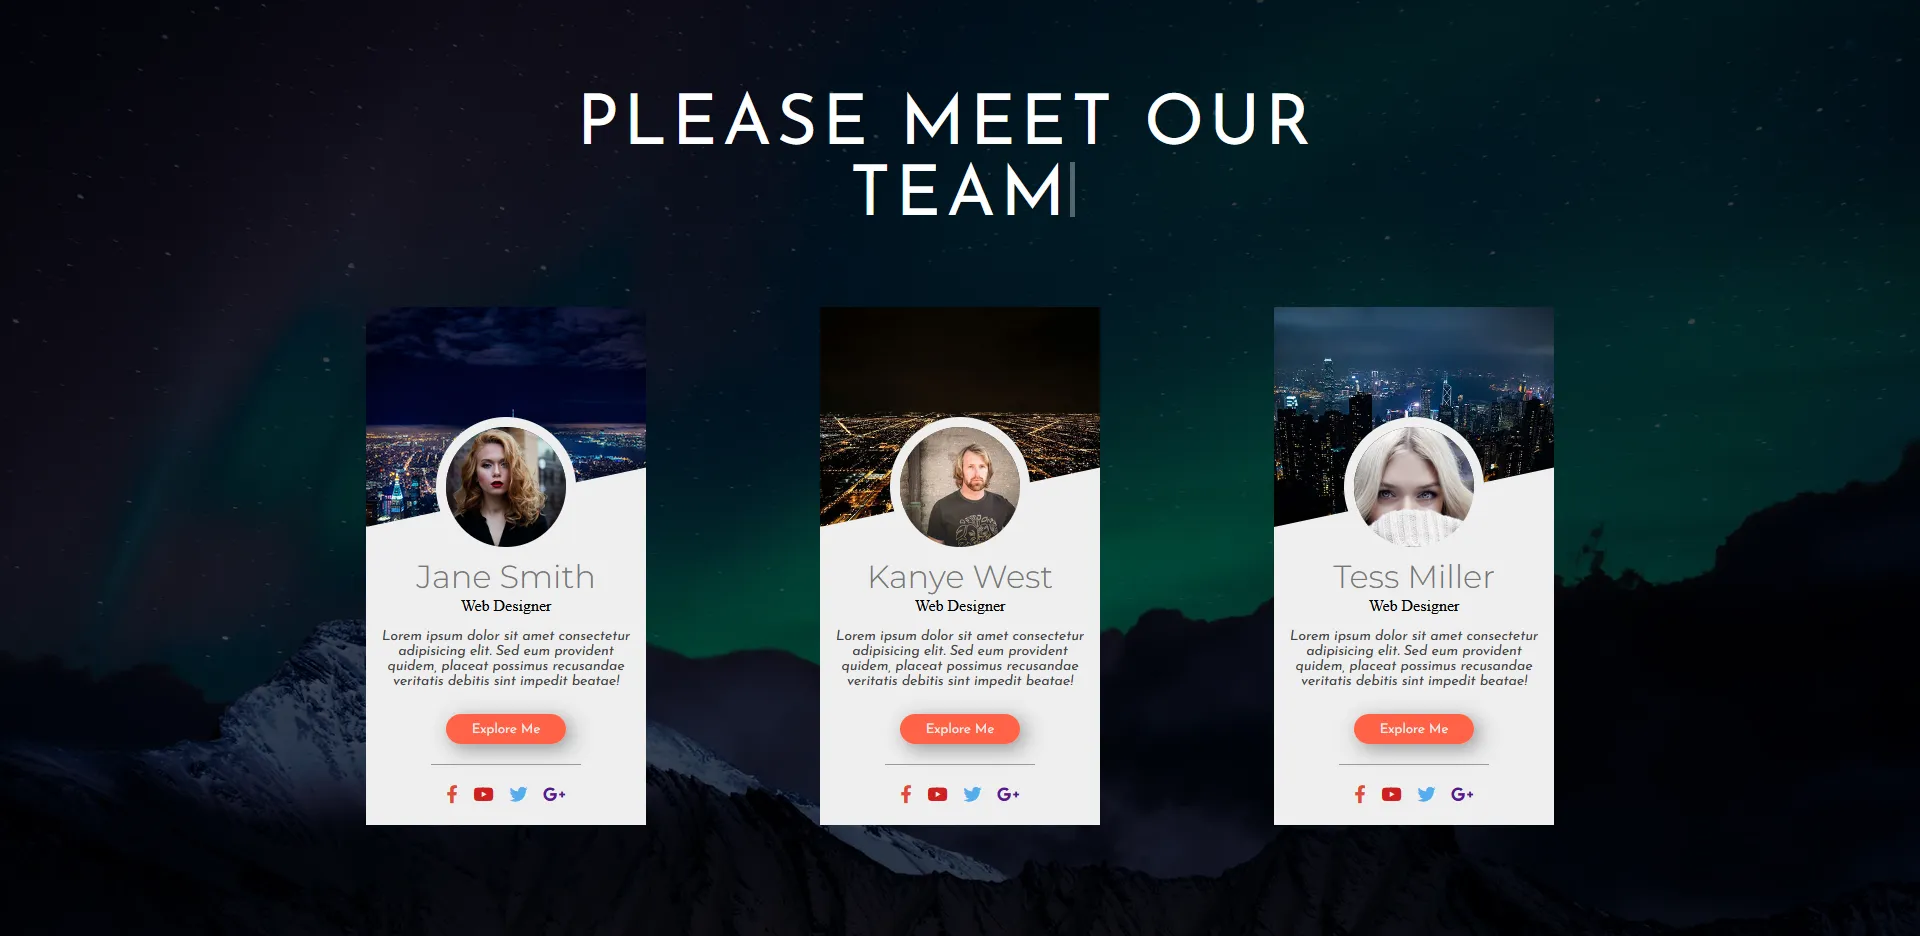 PLEASE MEET OUR
TEAM
Jane Smith
Web Designer
Lorem ipsum dolor sit amet consectetur
adipisicing elit. Sed eum provident
quidem, placeat possimus recusandae
veritatis debitis sint impedit beatae!
Explore Me
G+
Kanye West
Web Designer
Lorem ipsum dolor sit amet consectetur
adipisicing elit. Sed eum provident
quidem, placeat possimus recusandae
veritatis debitis sint impedit beatae!
Explore Me
G+
Tess Miller
Web Designer
Lorem ipsum dolor sit amet consectetur
adipisicing elit. Sed eum provident
quidem, placeat possimus recusandae
veritatis debitis sint impedit beatae!
Explore Me
G+